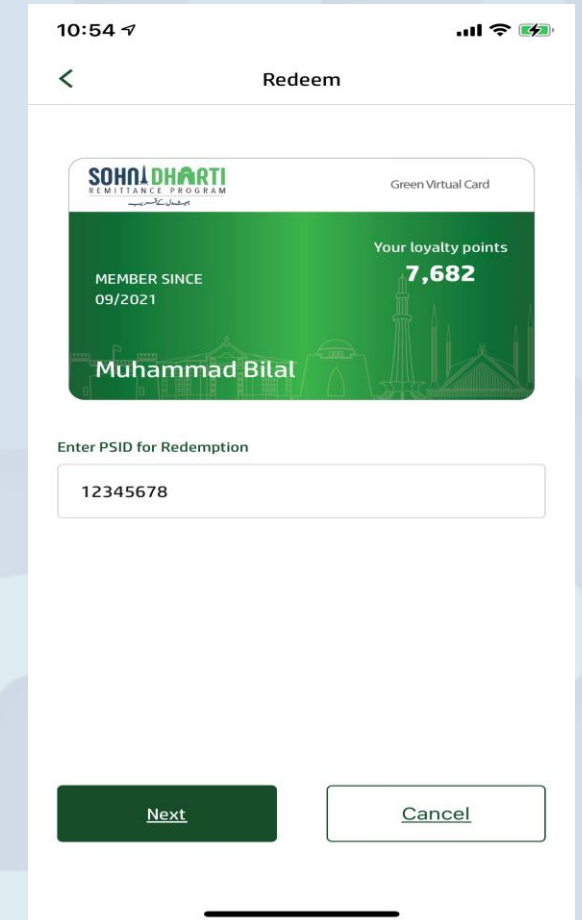 10:54
Redeem
SOHNI DHARTI
REMITTANCE PROGRAM
Green Virtual Card
Your loyalty points
7,682
MEMBER SINCE
09/2021
Muhammad Bilal
Enter PSID for Redemption
12345678
Next
Cancel